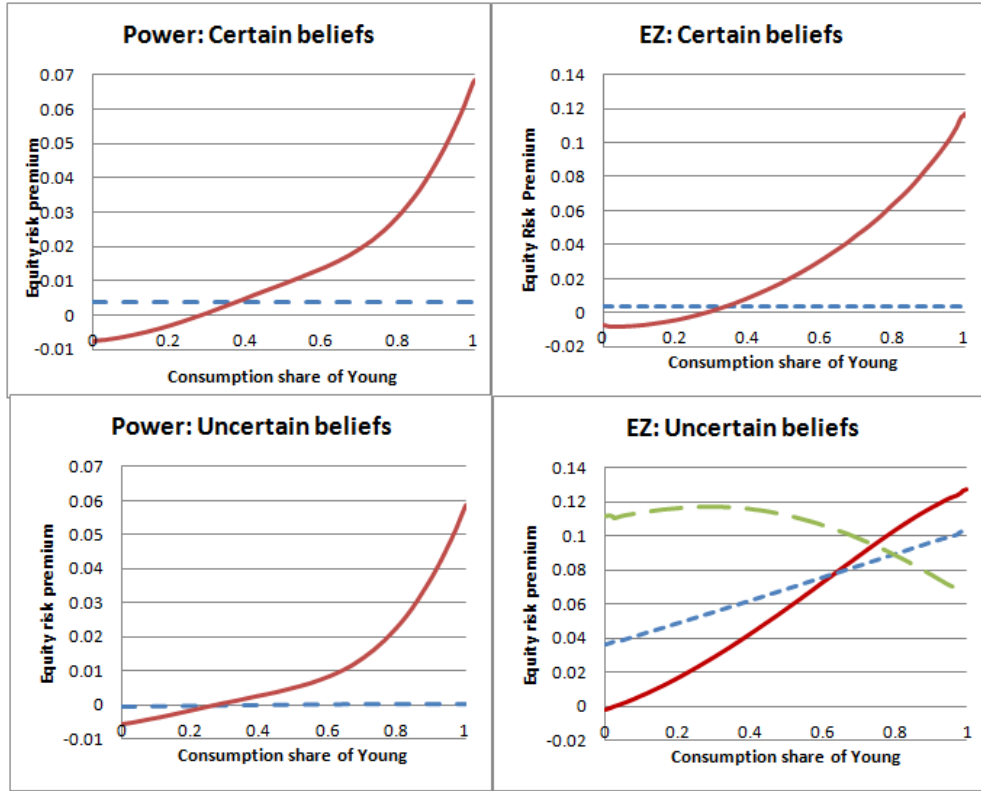 Power: Certain beliefs
0.07
0.06
0.05
0.04
0.03
0.02
0.01
0
-0.01
Equity risk premium
0 0.2 0.4 0.6 0.8 1
Consumption share of Young
EZ: Certain beliefs
0.14
0.12
0.1
0.08
0.06
0.04
0.02
0
-0.02
Equity Risk Premium
0 0.2 0.4 0.6 0.8 1
Consumption share of Young
Power: Uncertain beliefs
0.07
0.06
0.05
0.04
0.03
0.02
0.01
0
-0.01
Equity risk premium
0 0.2 0.4 0.6 0.8 1
Consumption share of Young
EZ: Uncertain beliefs
0.14
0.12
0.1
0.08
0.06
0.04
0.02
0
-0.02
Equity risk premium
0 0.2 0.4 0.6 0.8 1
Consumption share of Young